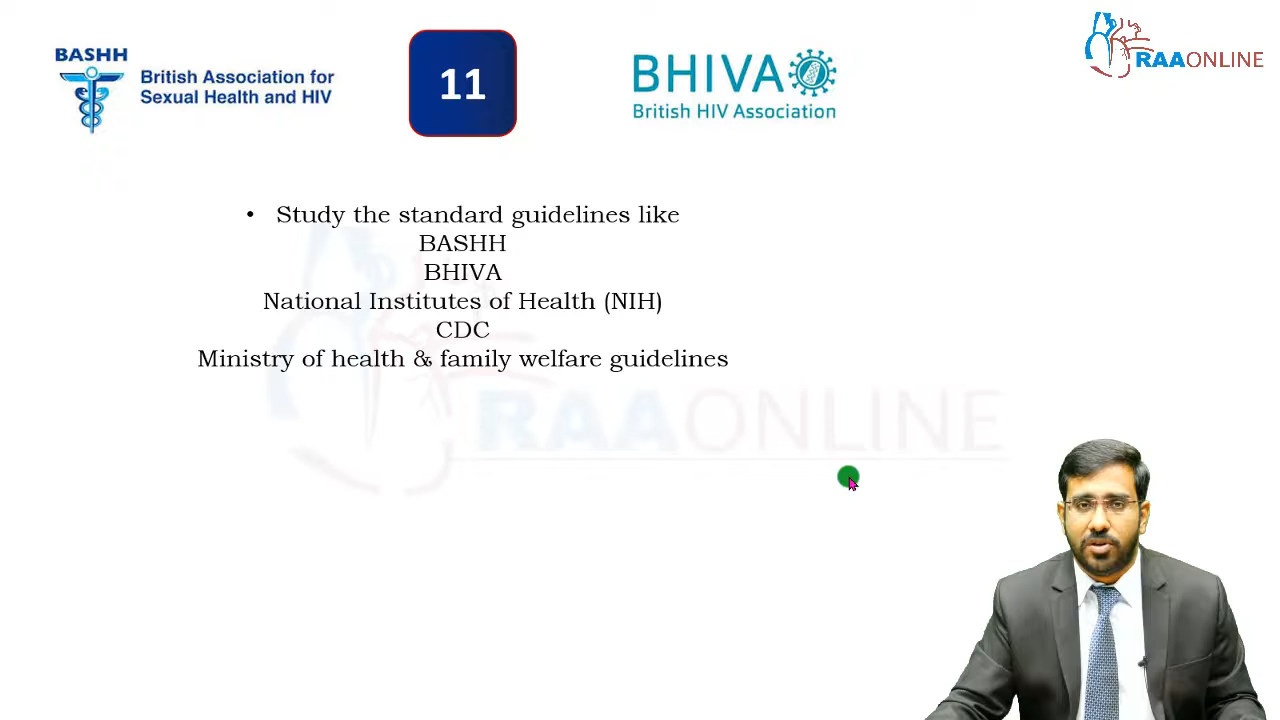 BASHH
British Association for
Sexual Health and HIV
11
BHIVA
British HIV Association
RAAONLINE
• Study the standard guidelines like
BASHH
BHIVA
National Institutes of Health (NIH)
CDC
Ministry of health & family welfare guidelines
RAAONLINE